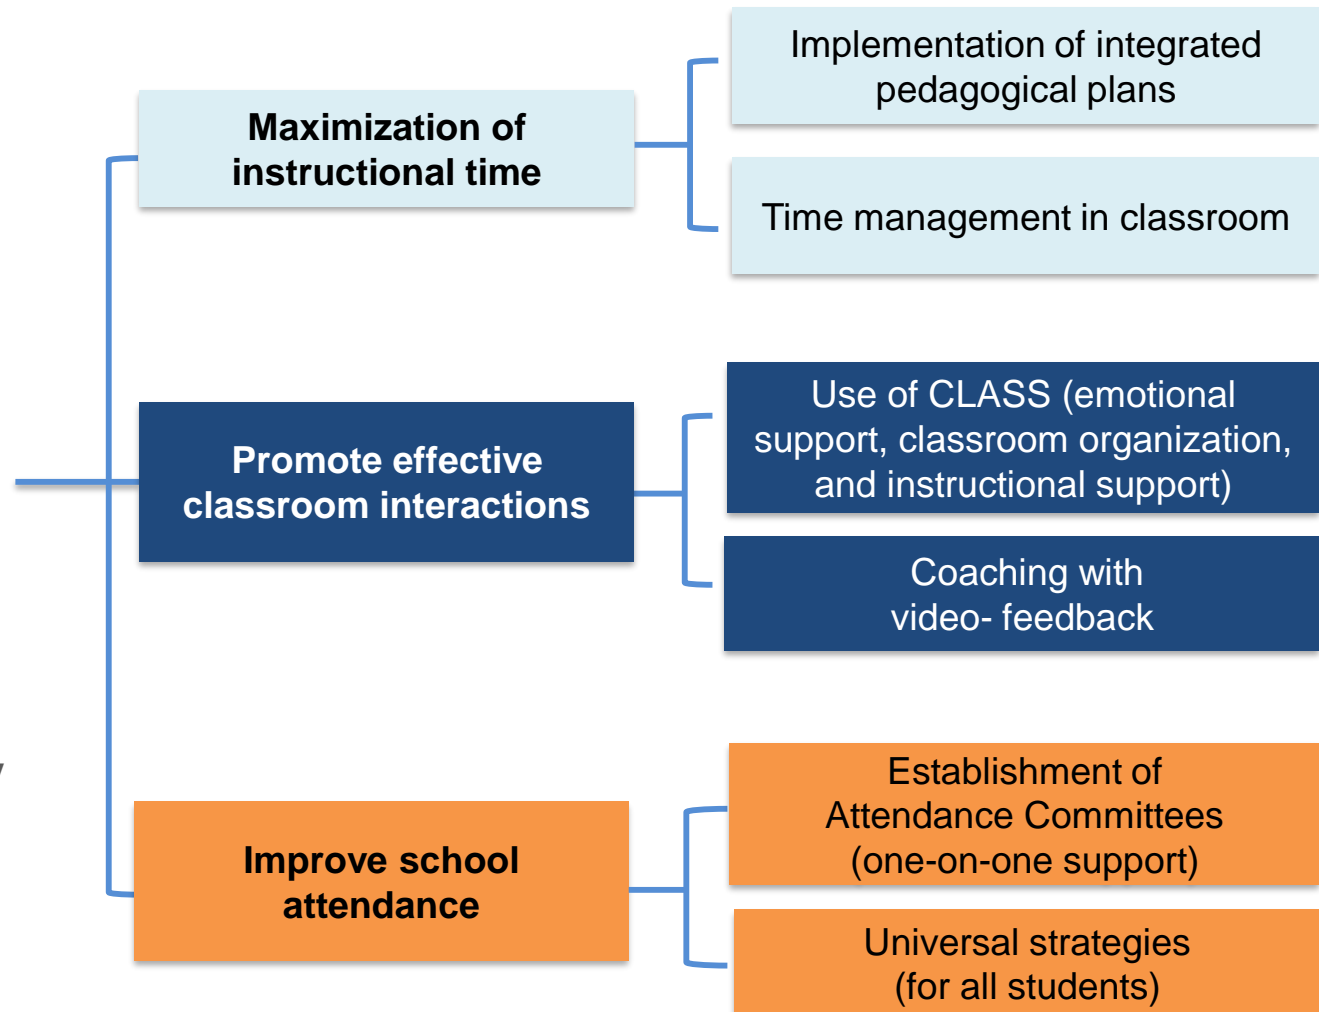 Maximization of
instructional time
Implementation of integrated
pedagogical plans
Time management in classroom
Promote effective
classroom interactions
Use of CLASS (emotional
support, classroom organization,
and instructional support)
Coaching with
video- feedback
Improve school
attendance
Establishment of
Attendance Committees
(one-on-one support)
Universal strategies
(for all students)